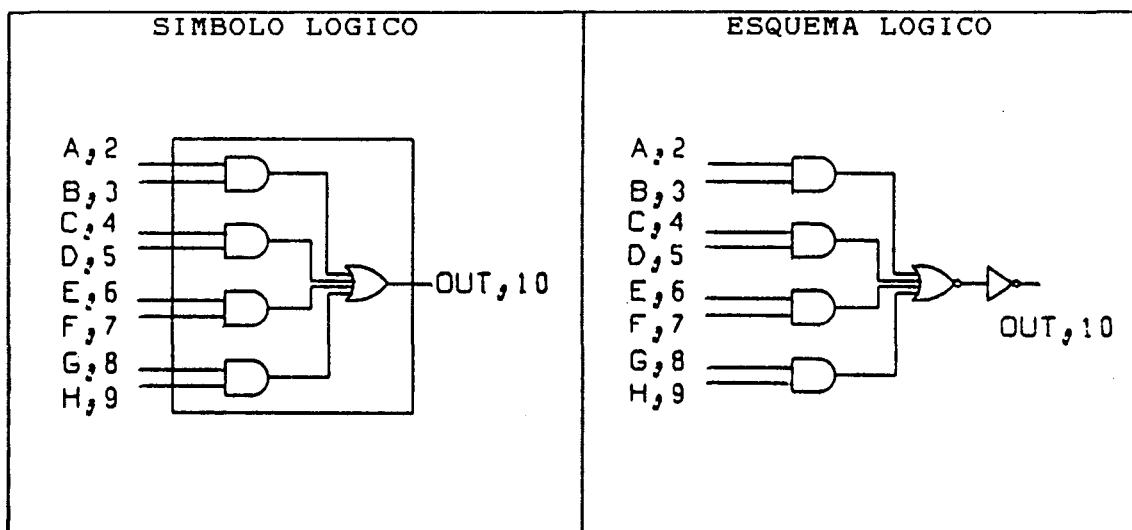 SIMBOLO LOGICO
A,2
B,3
C,4
D,5
E,6
F,7
G,8
H,9
OUT,10
ESQUEMA LOGICO
A,2
B,3
C,4
D,5
E,6
F,7
G,8
H,9
OUT,10